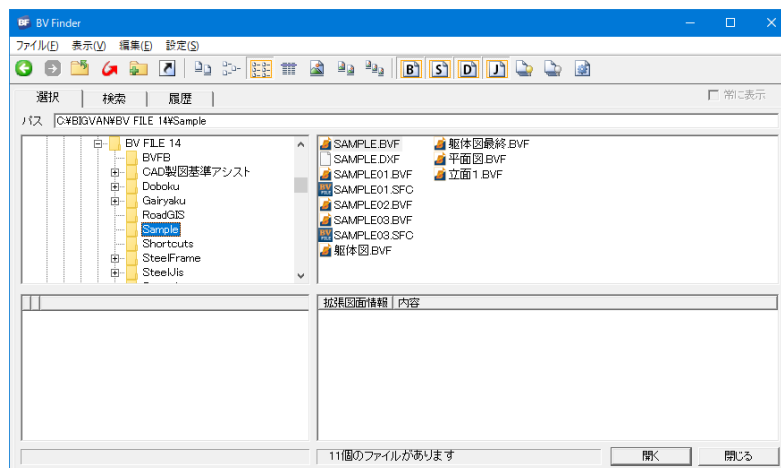 BV Finder
ファイル(F) 表示(V) 編集(E) 設定(S)
B S D J
選択 検索 履歴 常に表示
パス C:¥BIGVAN¥BV FILE 14¥Sample
BV FILE 14
BVFB
CAD製図基準アシスト
Doboku
Gairyaku
RoadGIS
Sample
Shortcuts
SteelFrame
SteelJis
SAMPLE.BVF
SAMPLE.DXF
SAMPLE01.BVF
SAMPLE01.SFC
SAMPLE02.BVF
SAMPLE03.BVF
SAMPLE03.SFC
躯体図.BVF
躯体図最終.BVF
平面図.BVF
立面1.BVF
拡張図面情報 内容
11個のファイルがあります 開く 閉じる